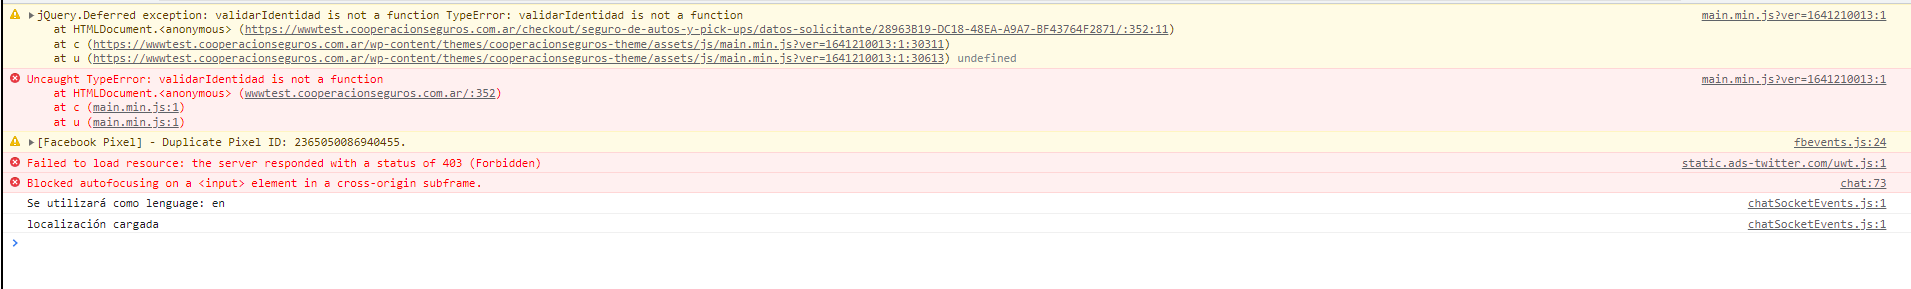 jQuery.Deferred exception: validarIdentidad is not a function TypeError: validarIdentidad is not a function main.min.js?ver=1641210013:1
at HTMLDocument.<anonymous> (https://wwwtest.cooperacionseguros.com.ar/checkout/seguro-de-autos-y-pick-ups/datos-solicitante/28963B19-DC18-48EA-A9A7-BF43764F2871/:352:11)
at c (https://wwwtest.cooperacionseguros.com.ar/wp-content/themes/cooperacionseguros-theme/assets/js/main.min.js?ver=1641210013:1:30311)
at u (https://wwwtest.cooperacionseguros.com.ar/wp-content/themes/cooperacionseguros-theme/assets/js/main.min.js?ver=1641210013:1:30613) undefined
Uncaught TypeError: validarIdentidad is not a function main.min.js?ver=1641210013:1
at HTMLDocument.<anonymous> (wwwtest.cooperacionseguros.com.ar/:352)
at c (main.min.js:1)
at u (main.min.js:1)
[Facebook Pixel] - Duplicate Pixel ID: 2365050086940455. fbevents.js:24
Failed to load resource: the server responded with a status of 403 (Forbidden) static.ads-twitter.com/uwt.js:1
Blocked autofocusing on a <input> element in a cross-origin subframe. chat:73
Se utilizará como lenguage: en chatSocketEvents.js:1
localización cargada chatSocketEvents.js:1